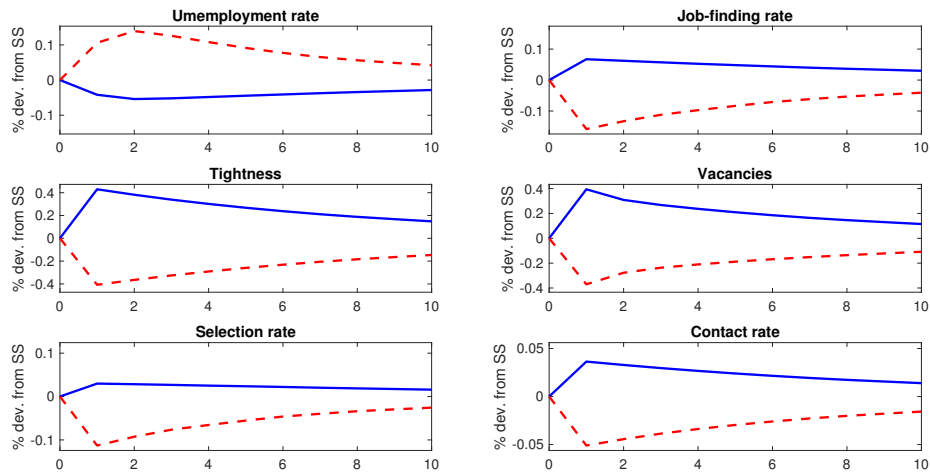 Umemployment rate
% dev. from SS
0.1
0
-0.1
0 2 4 6 8 10
Job-finding rate
% dev. from SS
0.1
0
-0.1
0 2 4 6 8 10
Tightness
% dev. from SS
0.4
0.2
0
-0.2
-0.4
0 2 4 6 8 10
Vacancies
% dev. from SS
0.4
0.2
0
-0.2
-0.4
0 2 4 6 8 10
Selection rate
% dev. from SS
0.1
0
-0.1
0 2 4 6 8 10
Contact rate
% dev. from SS
0.05
0
-0.05
0 2 4 6 8 10